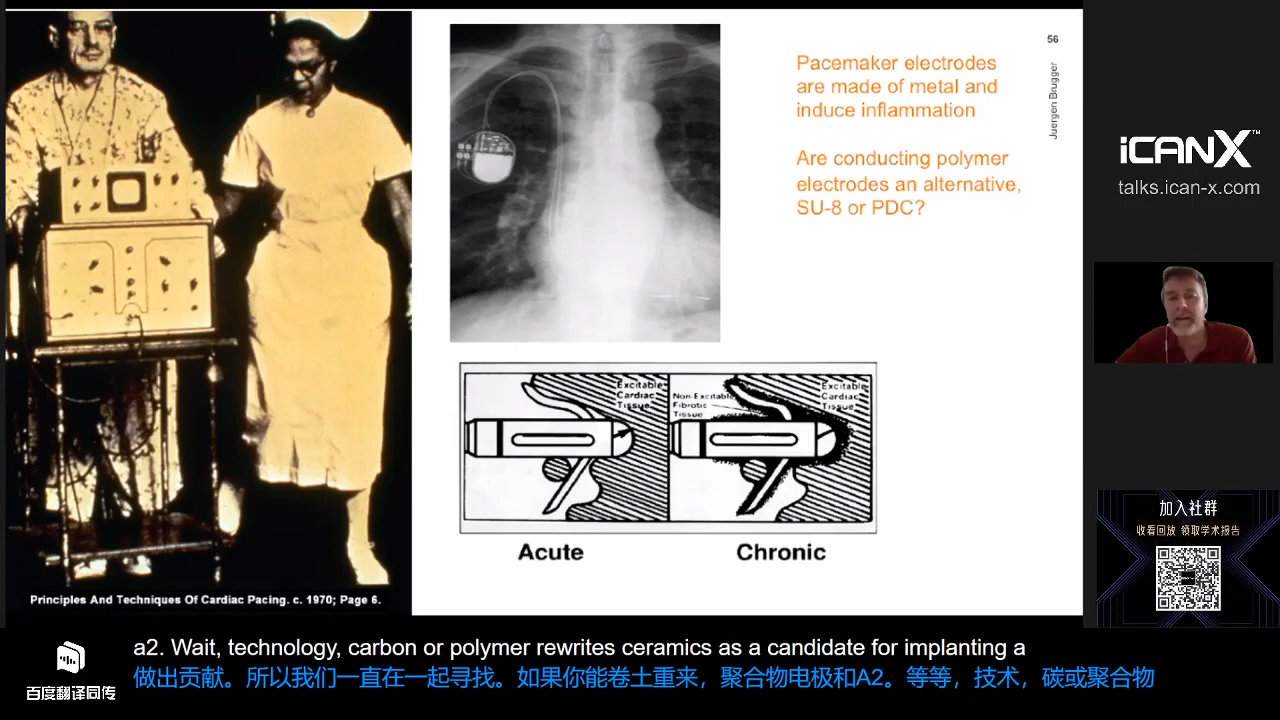 56
Juergen Brugger
Pacemaker electrodes
are made of metal and
induce inflammation
Are conducting polymer
electrodes an alternative,
SU-8 or PDC?
Excitable
Cardiac
Tissue
Non-Excitable
Fibrotic
Tissue
Excitable
Cardiac
Tissue
Acute
Chronic
Principles And Techniques Of Cardiac Pacing. c. 1970; Page 6.
iCANX™
talks.ican-x.com
加入社群
收看回放 领取学术报告
百度翻译同传
a2. Wait, technology, carbon or polymer rewrites ceramics as a candidate for implanting a
做出贡献。所以我们一直在一起寻找。如果你能卷土重来，聚合物电极和A2。等等，技术，碳或聚合物